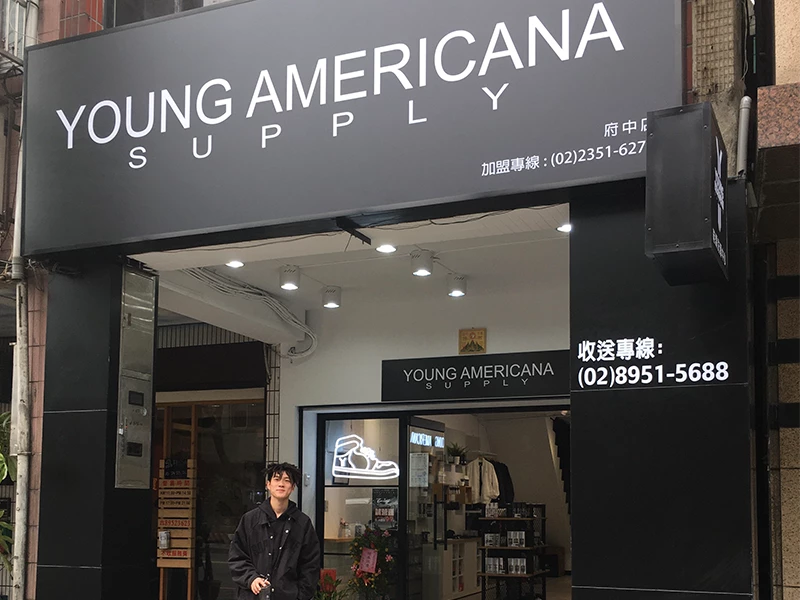 YOUNG AMERICANA
SUPPLY
府中店
加盟專線:(02)2351-627
收送專線:
(02)8951-5688
YOUNG AMERICANA
SUPPLY